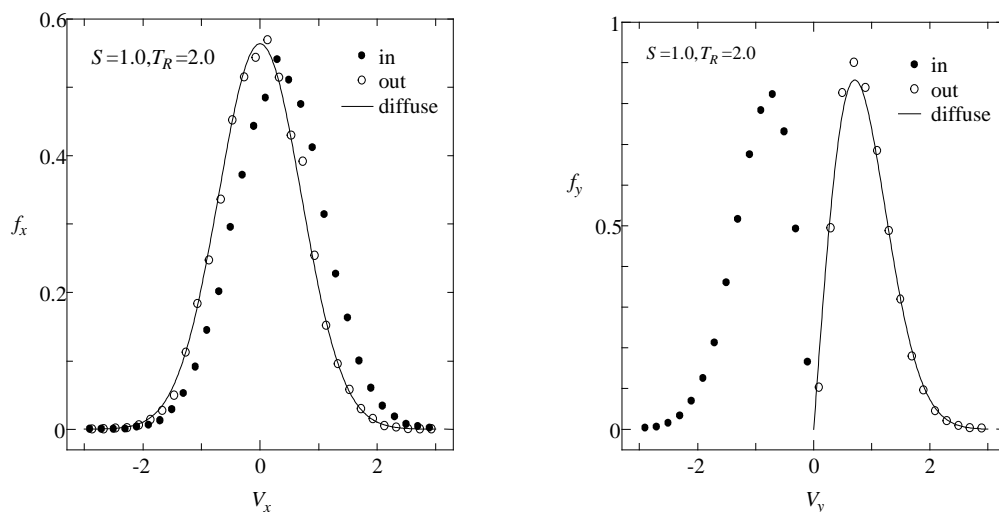 0.6
0.4
0.2
0
f_x
S=1.0,T_R=2.0
in
out
diffuse
-2
0
2
V_x
1
0.5
0
f_y
S=1.0,T_R=2.0
in
out
diffuse
-2
0
2
V_y